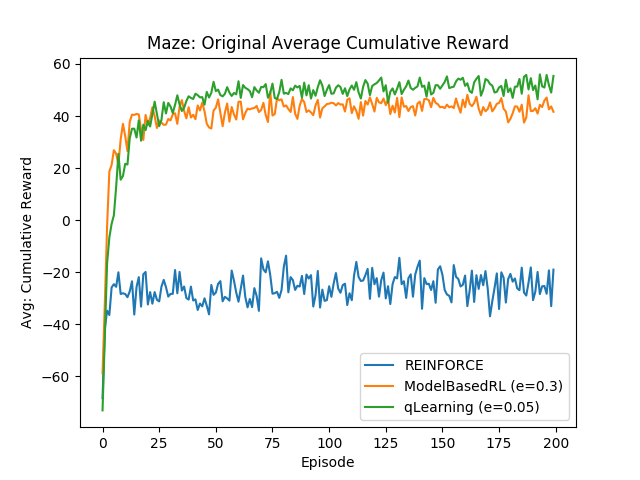 Maze: Original Average Cumulative Reward
Avg: Cumulative Reward
60
40
20
0
−20
−40
−60
0 25 50 75 100 125 150 175 200
Episode
REINFORCE
ModelBasedRL (e=0.3)
qLearning (e=0.05)